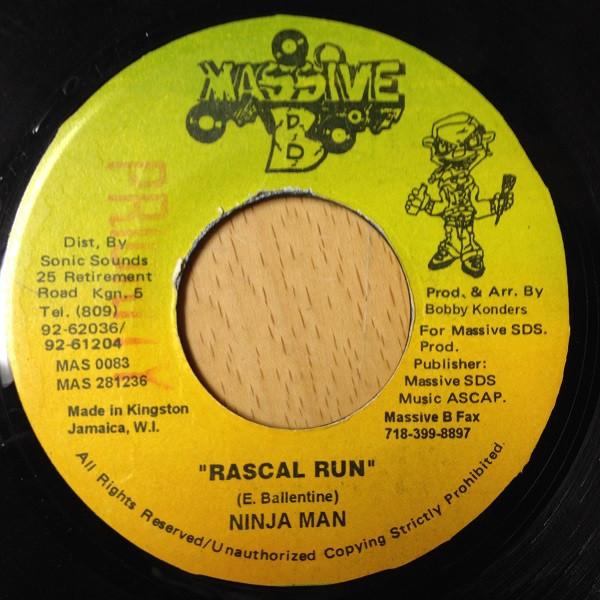 MASSIVE
B
Dist, By
Sonic Sounds
25 Retirement
Road Kgn. 5
Tel. (809)
92-62036/
92-61204
MAS 0083
MAS 281236
Made in Kingston
Jamaica, W.I.
Prod. & Arr. By
Bobby Konders
For Massive SDS.
Prod.
Publisher:
Massive SDS
Music ASCAP.
Massive B Fax
718-399-8897
"RASCAL RUN"
(E. Ballentine)
NINJA MAN
All Rights Reserved/Unauthorized Copying Strictly Prohibited.